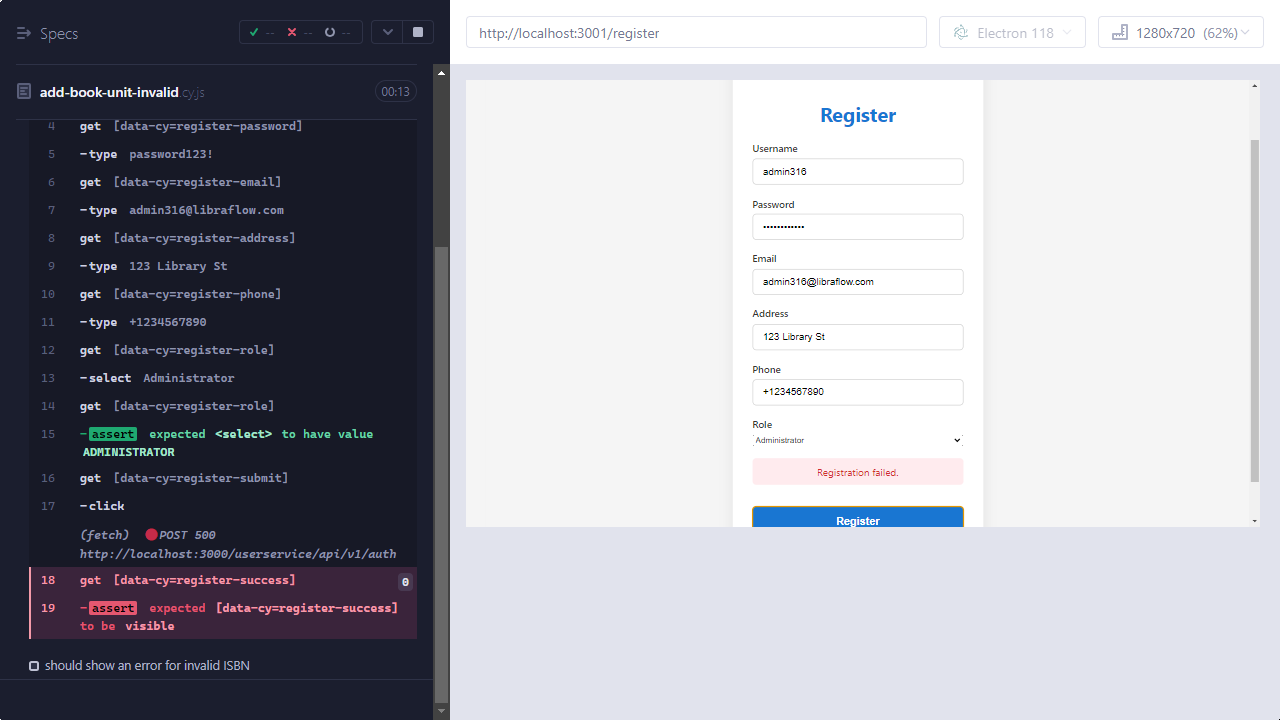 Specs
--
--
--
http://localhost:3001/register
Electron 118
1280x720 (62%)
add-book-unit-invalid.cy.js
00:13
4 get [data-cy=register-password]
5 -type password123!
6 get [data-cy=register-email]
7 -type admin316@libraflow.com
8 get [data-cy=register-address]
9 -type 123 Library St
10 get [data-cy=register-phone]
11 -type +1234567890
12 get [data-cy=register-role]
13 -select Administrator
14 get [data-cy=register-role]
15 -assert expected <select> to have value
ADMINISTRATOR
16 get [data-cy=register-submit]
17 -click
(fetch) POST 500
http://localhost:3000/userservice/api/v1/auth
18 get [data-cy=register-success] 0
19 -assert expected [data-cy=register-success]
to be visible
should show an error for invalid ISBN
Register
Username
admin316
Password
••••••••••••
Email
admin316@libraflow.com
Address
123 Library St
Phone
+1234567890
Role
Administrator
Registration failed.
Register